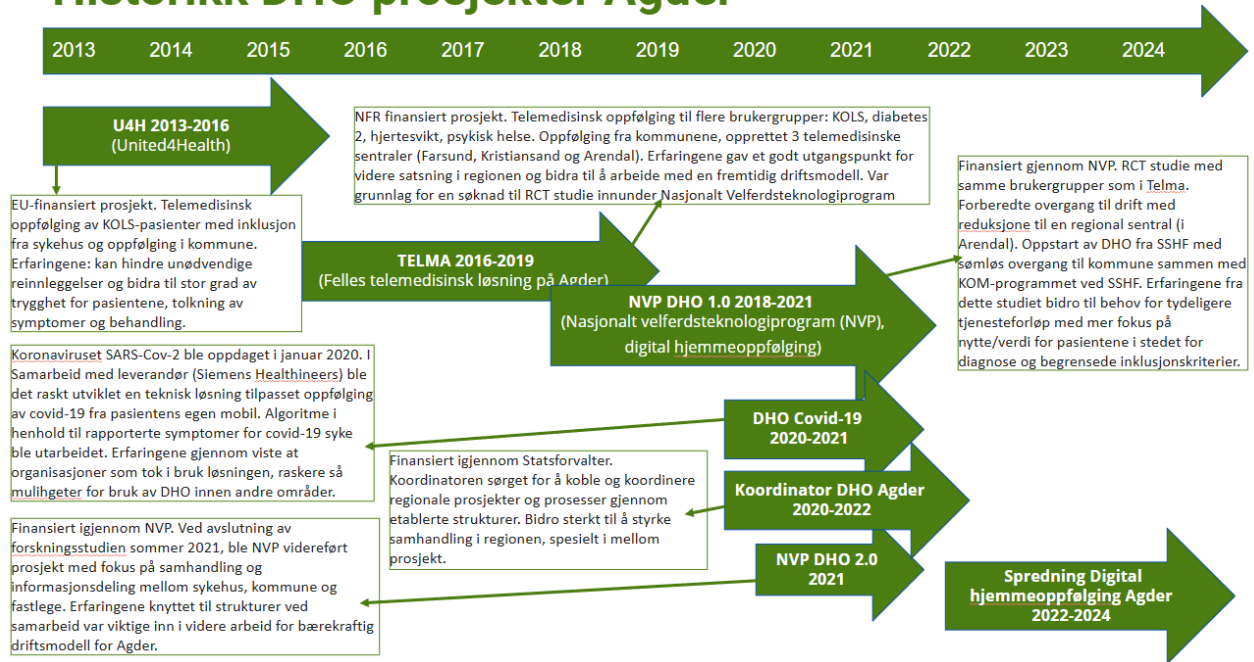 Historikk DHO prosjekter Agder
2013 2014 2015 2016 2017 2018 2019 2020 2021 2022 2023 2024
U4H 2013-2016
(United4Health)
NFR finansiert prosjekt. Telemedisinsk oppfølging til flere brukergrupper: KOLS, diabetes
2, hjertesvikt, psykisk helse. Oppfølging fra kommunene, opprettet 3 telemedisinske
sentraler (Farsund, Kristiansand og Arendal). Erfaringene gav et godt utgangspunkt for
videre satsning i regionen og bidra til å arbeide med en fremtidig driftsmodell. Var
grunnlag for en søknad til RCT studie innunder Nasjonalt Velferdsteknologiprogram
Finansiert gjennom NVP. RCT studie med
samme brukergrupper som i Telma.
Forberedte overgang til drift med
reduksjone til en regional sentral (i
Arendal). Oppstart av DHO fra SSHF med
sømløs overgang til kommune sammen med
KOM-programmet ved SSHF. Erfaringene fra
dette studiet bidro til behov for tydeligere
tjenesteforløp med mer fokus på
nytte/verdi for pasientene i stedet for
diagnose og begrensede inklusjonskriterier.
EU-finansiert prosjekt. Telemedisinsk
oppfølging av KOLS-pasienter med inklusjon
fra sykehus og oppfølging i kommune.
Erfaringene: kan hindre unødvendige
reinnleggelser og bidra til stor grad av
trygghet for pasientene, tolkning av
symptomer og behandling.
TELMA 2016-2019
(Felles telemedisinsk løsning på Agder)
NVP DHO 1.0 2018-2021
(Nasjonalt velferdsteknologiprogram (NVP),
digital hjemmeoppfølging)
Koronaviruset SARS-Cov-2 ble oppdaget i januar 2020. I
Samarbeid med leverandør (Siemens Healthineers) ble
det raskt utviklet en teknisk løsning tilpasset oppfølging
av covid-19 fra pasientens egen mobil. Algoritme i
henhold til rapporterte symptomer for covid-19 syke
ble utarbeidet. Erfaringene gjennom viste at
organisasjoner som tok i bruk løsningen, raskere så
mulihgeter for bruk av DHO innen andre områder.
DHO Covid-19
2020-2021
Finansiert igjennom Statsforvalter.
Koordinatoren sørget for å koble og koordinere
regionale prosjekter og prosesser gjennom
etablerte strukturer. Bidro sterkt til å styrke
samhandling i regionen, spesielt i mellom
prosjekt.
Koordinator DHO Agder
2020-2022
Finansiert igjennom NVP. Ved avslutning av
forskningsstudien sommer 2021, ble NVP videreført
prosjekt med fokus på samhandling og
informasjonsdeling mellom sykehus, kommune og
fastlege. Erfaringene knyttet til strukturer ved
samarbeid var viktige inn i videre arbeid for bærekraftig
driftsmodell for Agder.
NVP DHO 2.0
2021
Spredning Digital
hjemmeoppfølging Agder
2022-2024